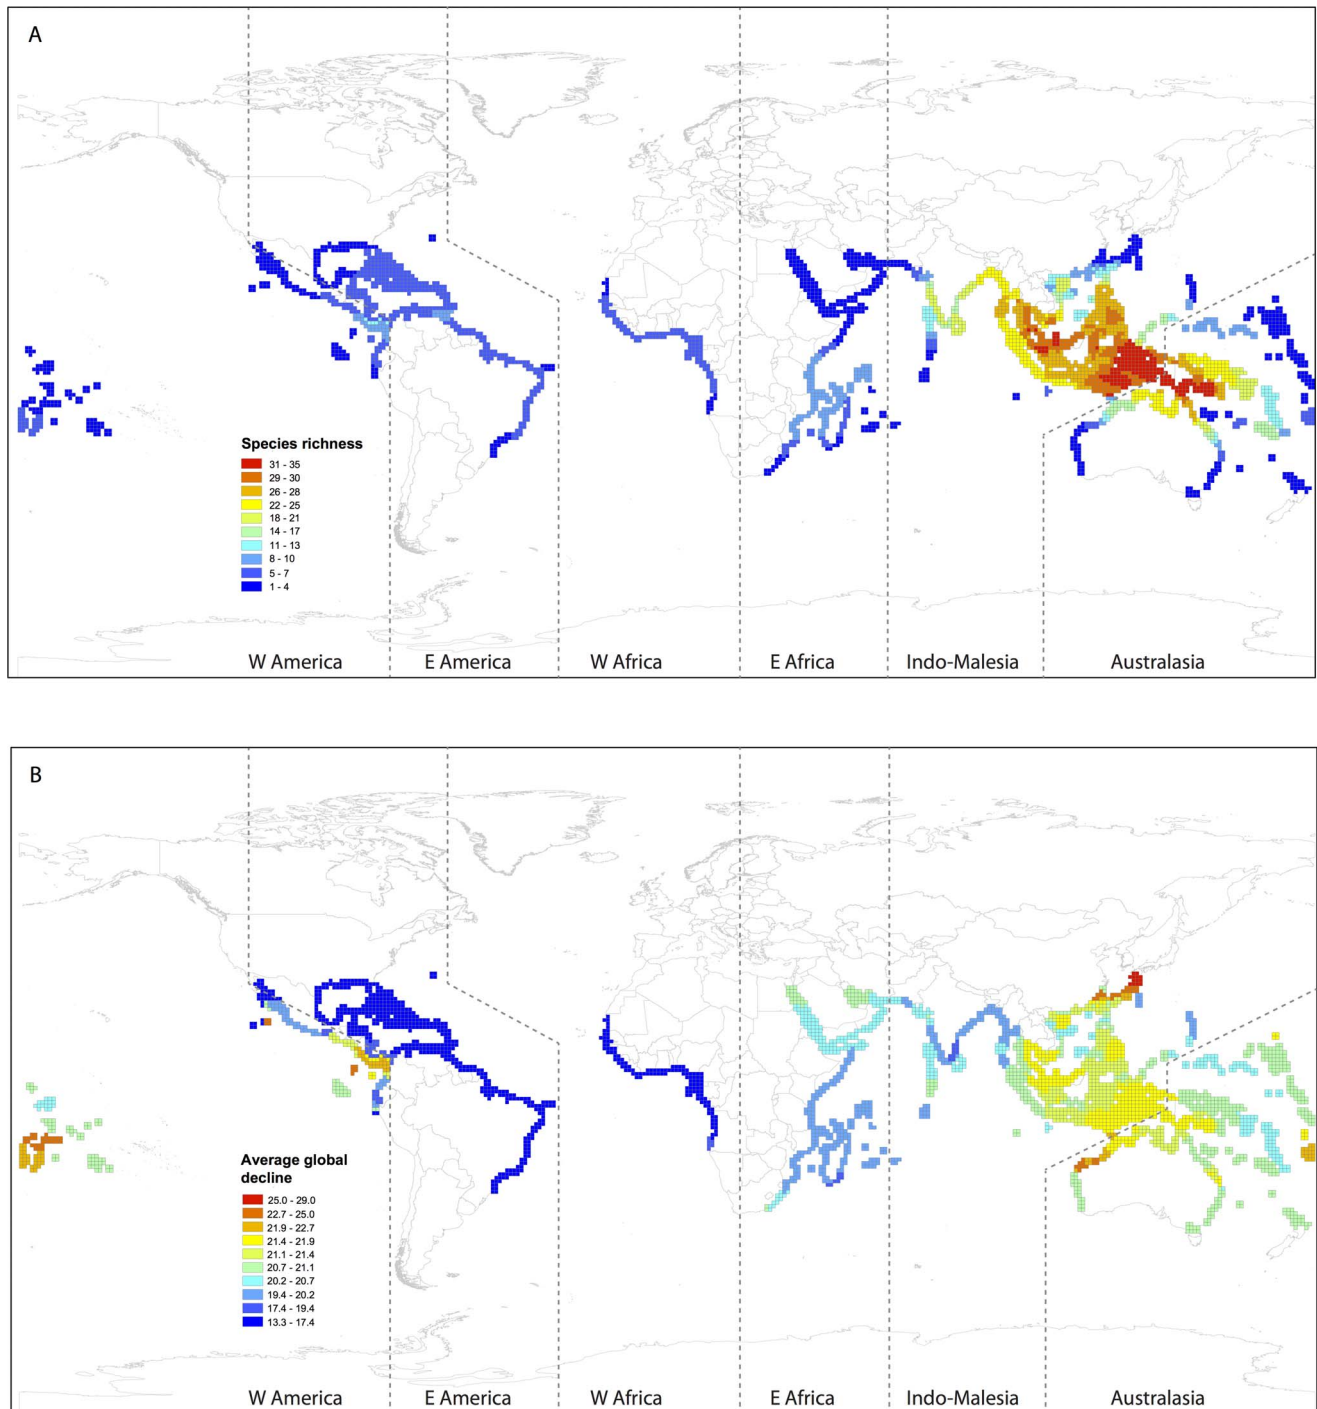 A
Species richness
31 - 35
29 - 30
26 - 28
22 - 25
18 - 21
14 - 17
11 - 13
8 - 10
5 - 7
1 - 4
W America
E America
W Africa
E Africa
Indo-Malesia
Australasia
B
Average global
decline
25.0 - 29.0
22.7 - 25.0
21.9 - 22.7
21.4 - 21.9
21.1 - 21.4
20.7 - 21.1
20.2 - 20.7
19.4 - 20.2
17.4 - 19.4
13.3 - 17.4
W America
E America
W Africa
E Africa
Indo-Malesia
Australasia